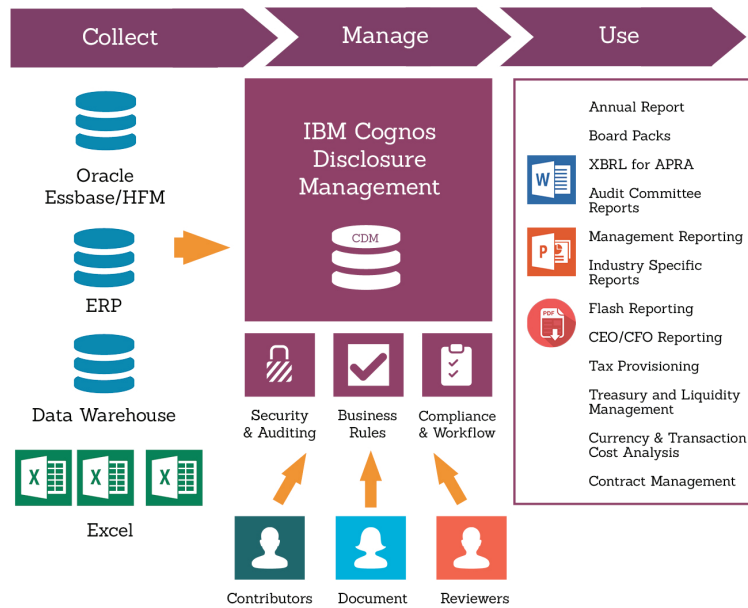 Collect
Manage
Use
Oracle
Essbase/HFM
ERP
Data Warehouse
X
X
X
Excel
IBM Cognos
Disclosure
Management
CDM
Security
& Auditing
Business
Rules
Compliance
& Workflow
Contributors
Document
Reviewers
W
P
PDF
Annual Report
Board Packs
XBRL for APRA
Audit Committee
Reports
Management Reporting
Industry Specific
Reports
Flash Reporting
CEO/CFO Reporting
Tax Provisioning
Treasury and Liquidity
Management
Currency & Transaction
Cost Analysis
Contract Management